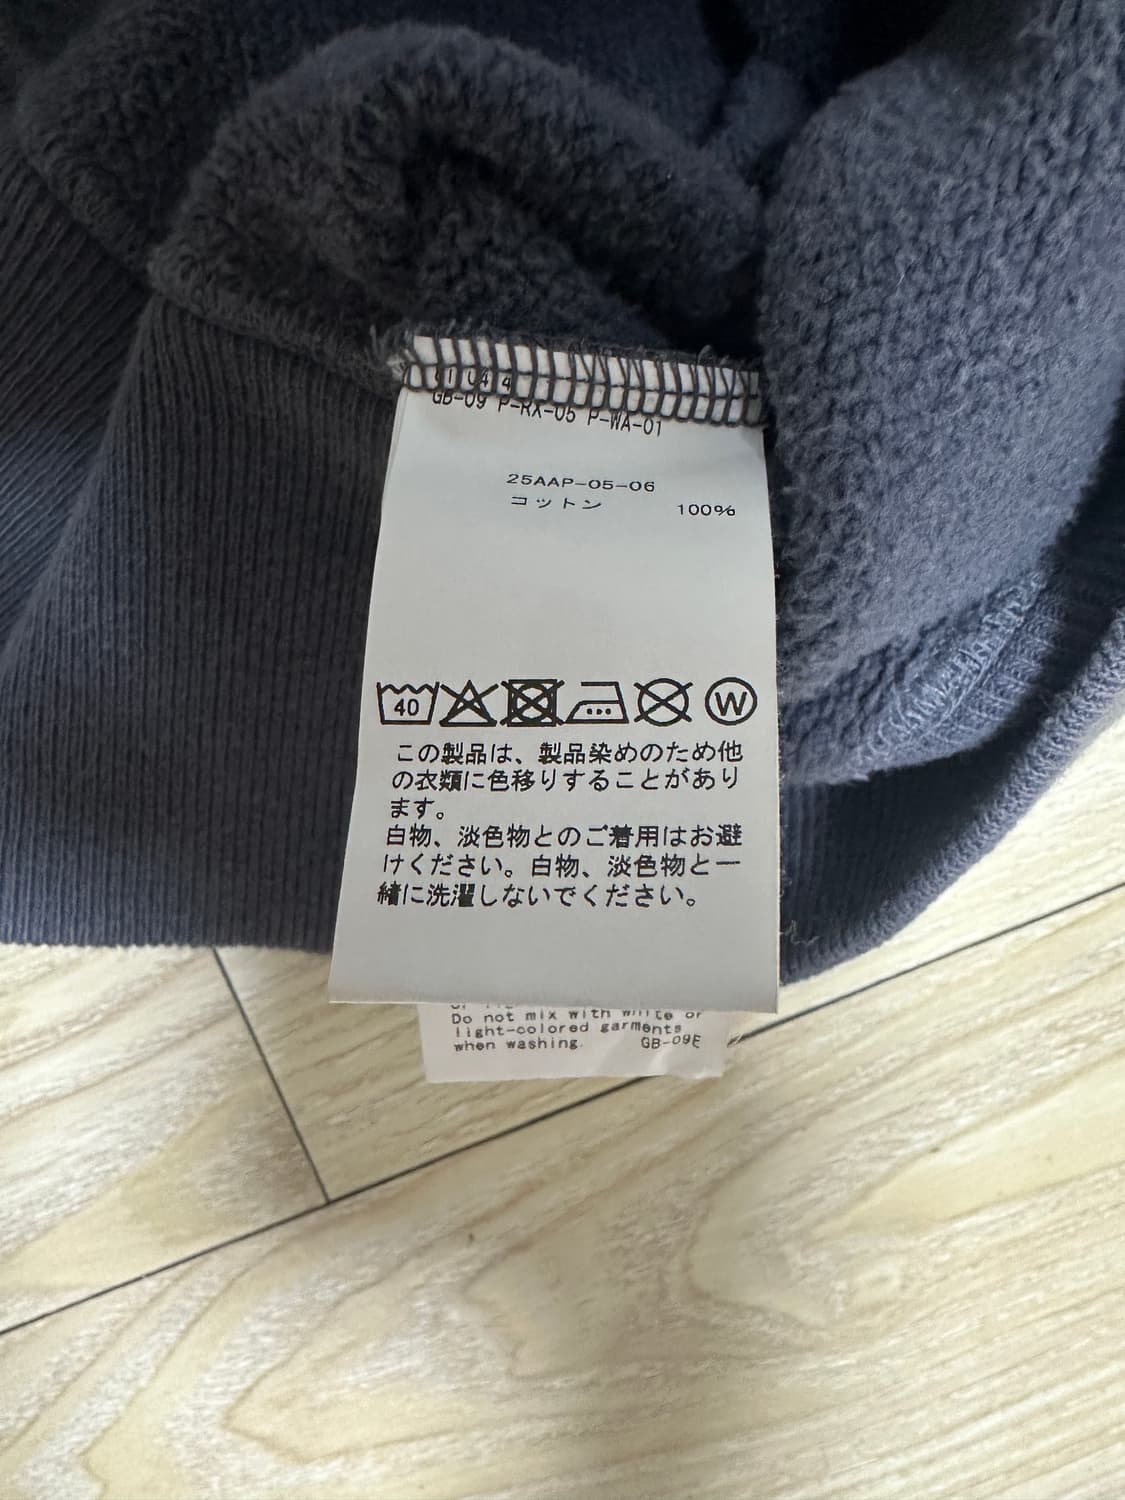 GB-09 P-RX-05 P-WA-01
25AAP-05-06
コットン 100%
40 W
この製品は、製品染めのため他
の衣類に色移りすることがあり
ます。
白物、淡色物とのご着用はお避
けください。白物、淡色物と一
緒に洗濯しないでください。
Do not mix with white or
light-colored garments
when washing. GB-09E